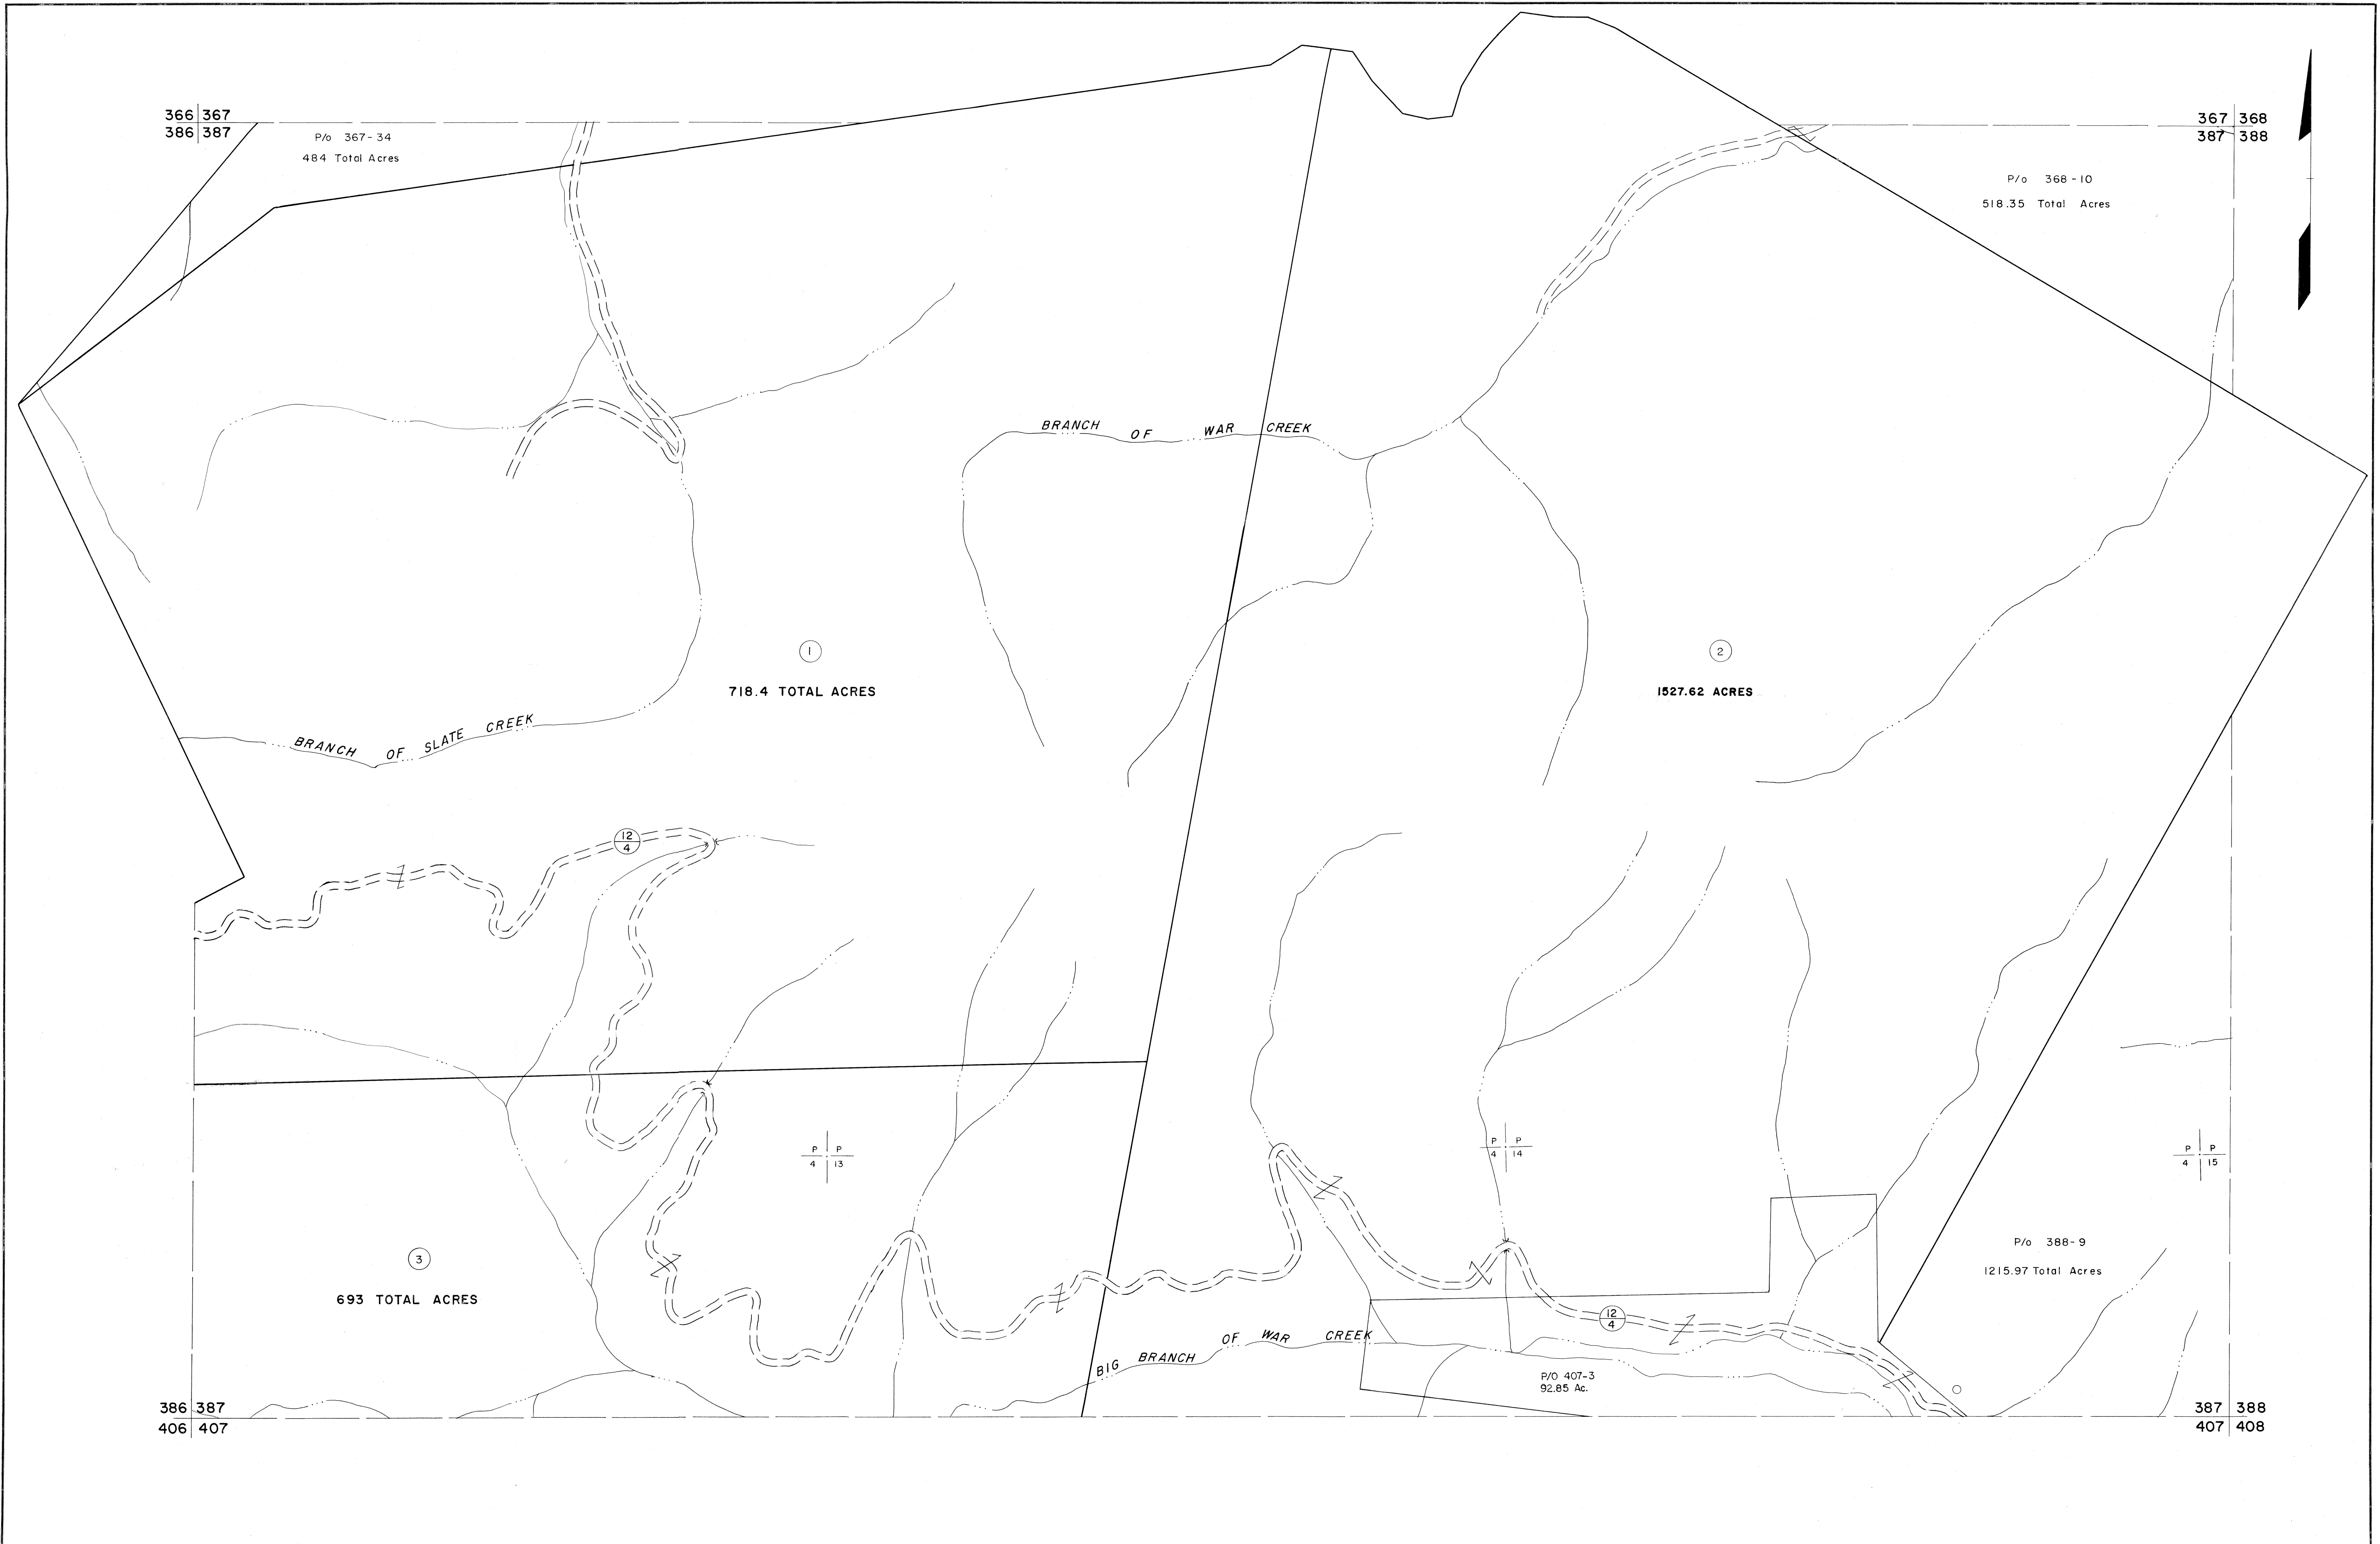 366 367
386 387
P/o 367-34
484 Total Acres
367 368
387 388
P/o 368-10
518.35 Total Acres
BRANCH OF WAR CREEK
1
718.4 TOTAL ACRES
2
1527.62 ACRES
BRANCH OF SLATE CREEK
12
4
P P
4 13
P P
4 14
P P
4 15
3
693 TOTAL ACRES
P/o 388-9
1215.97 Total Acres
12
4
BIG BRANCH OF WAR CREEK
P/O 407-3
92.85 Ac.
386 387
406 407
387 388
407 408